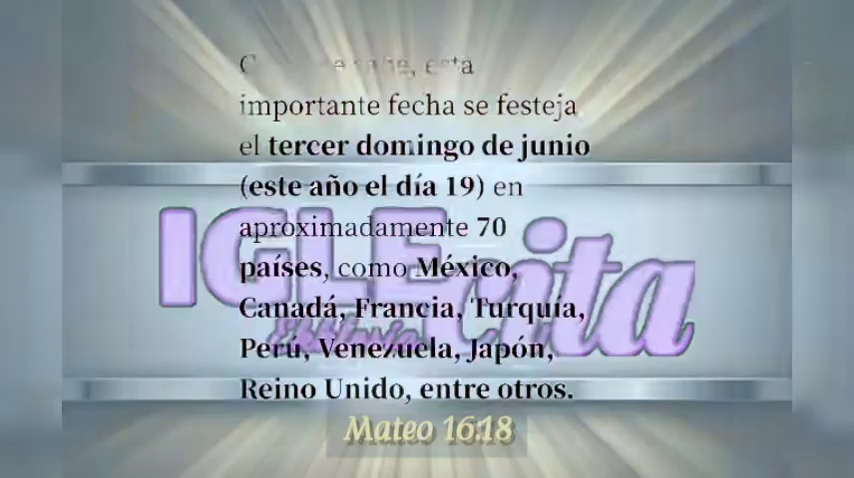 esta
importante fecha se festeja
el tercer domingo de junio
(este año el día 19) en
aproximadamente 70
países, como México,
Canadá, Francia, Turquía,
Perú, Venezuela, Japón,
Reino Unido, entre otros.
IGLEcita
Mateo 16:18